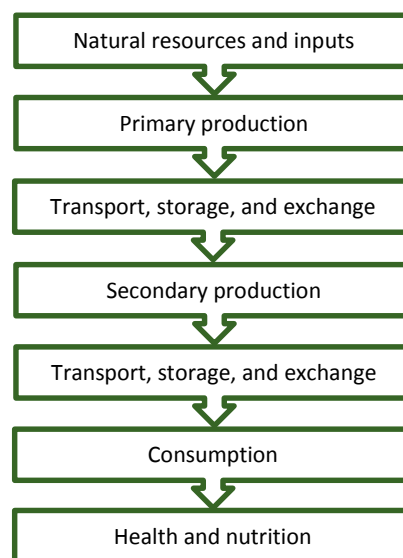 Natural resources and inputs
Primary production
Transport, storage, and exchange
Secondary production
Transport, storage, and exchange
Consumption
Health and nutrition